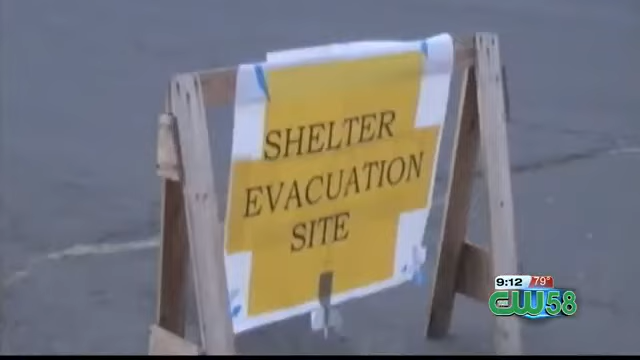 SHELTER
EVACUATION
SITE
9:12 79°
CW58